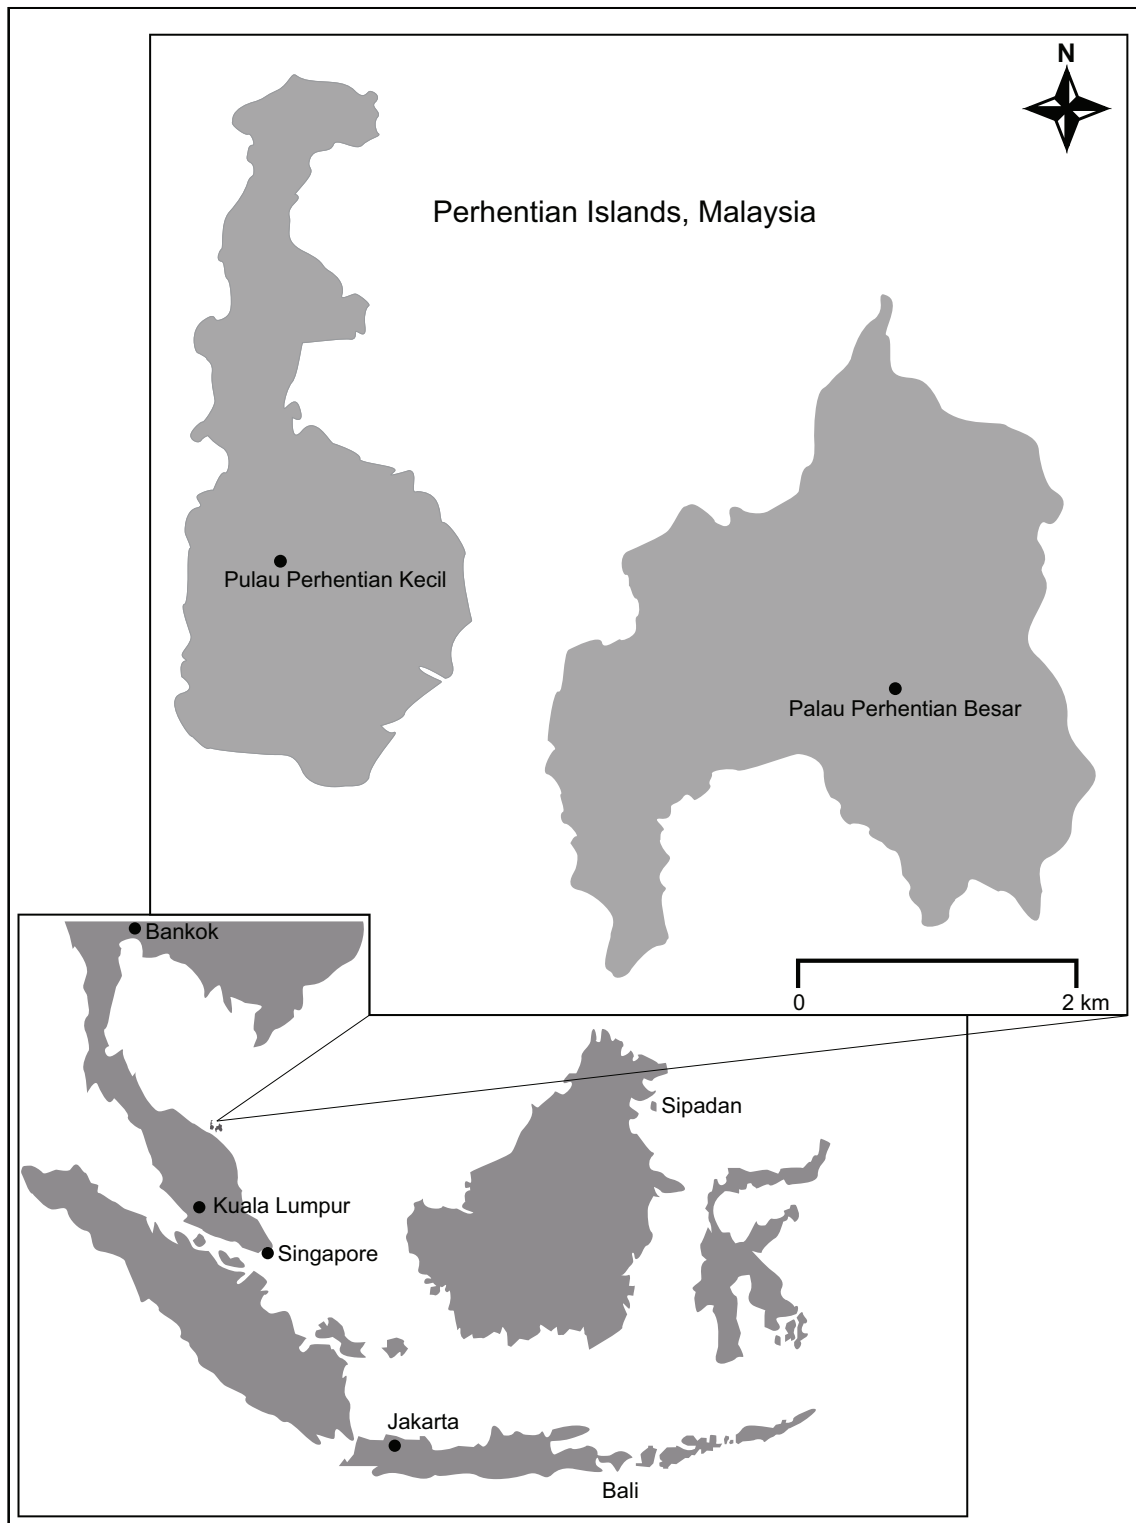 N
Perhentian Islands, Malaysia
Pulau Perhentian Kecil
Palau Perhentian Besar
0 2 km
Bankok
Sipadan
Kuala Lumpur
Singapore
Jakarta
Bali